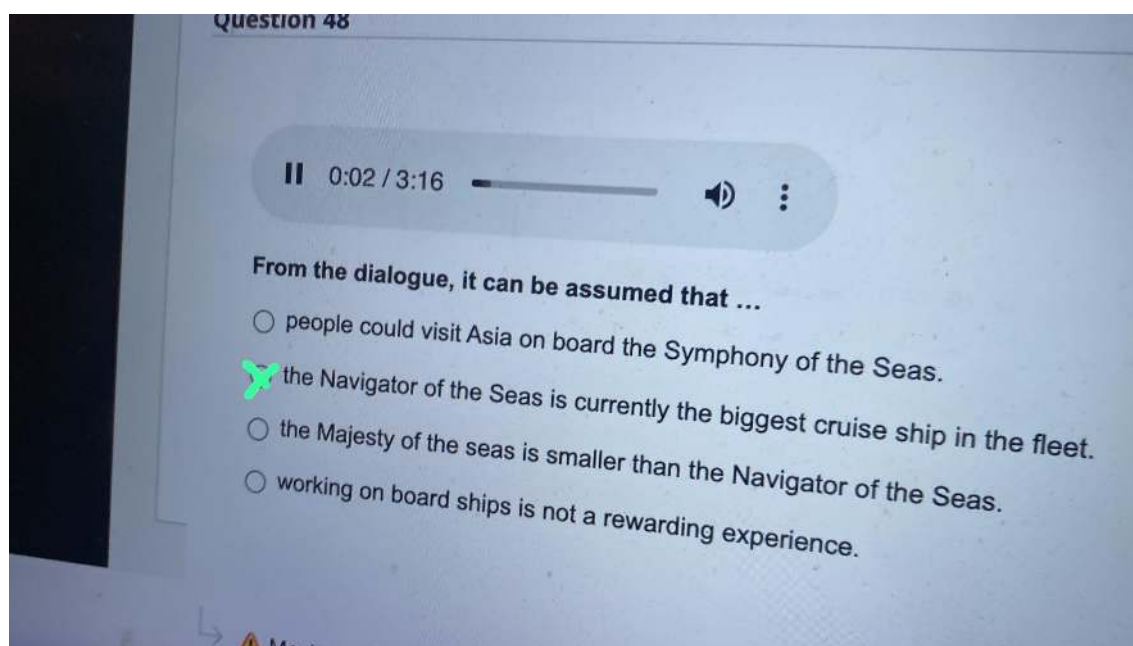 Question 48
0:02 / 3:16
From the dialogue, it can be assumed that ...
people could visit Asia on board the Symphony of the Seas.
the Navigator of the Seas is currently the biggest cruise ship in the fleet.
the Majesty of the seas is smaller than the Navigator of the Seas.
working on board ships is not a rewarding experience.